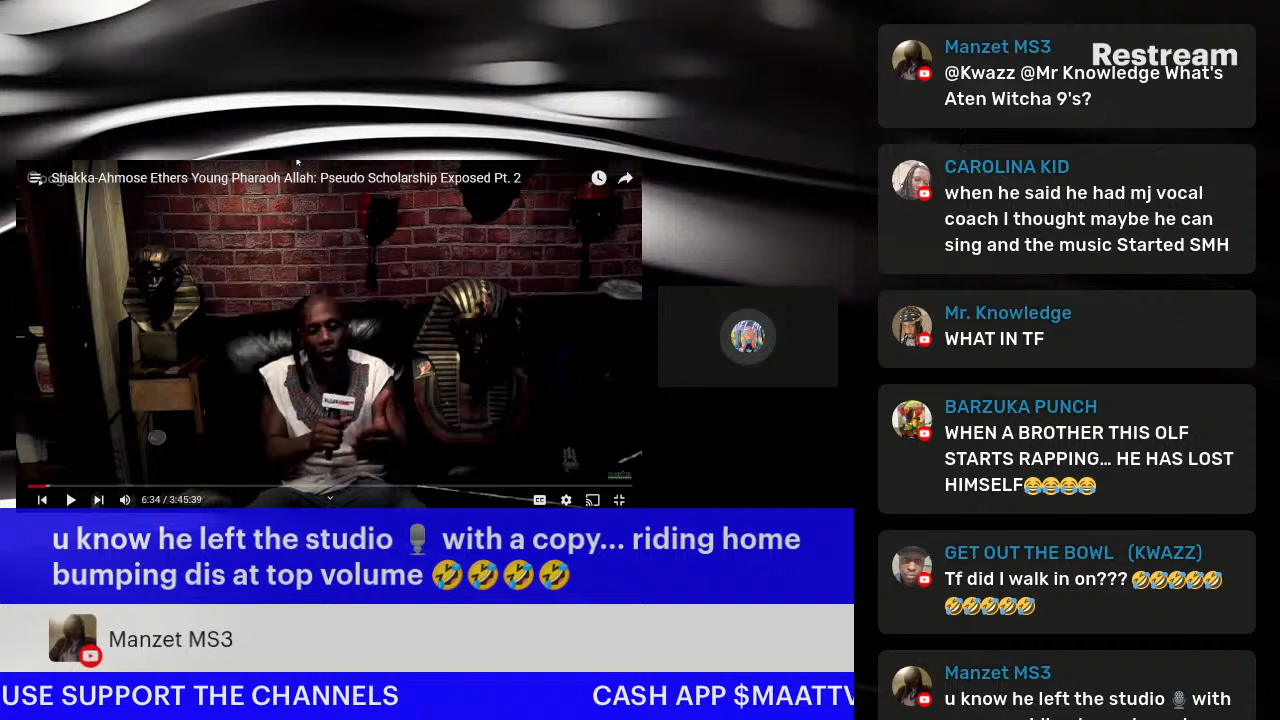 Shakka-Ahmose Ethers Young Pharaoh Allah: Pseudo Scholarship Exposed Pt. 2
6:34 / 3:45:39
CC
u know he left the studio 🎙️ with a copy... riding home
bumping dis at top volume 🤣🤣🤣🤣
Manzet MS3
USE SUPPORT THE CHANNELS
CASH APP $MAATTV
Restream
Manzet MS3
@Kwazz @Mr Knowledge What's
Aten Witcha 9's?
CAROLINA KID
when he said he had mj vocal
coach I thought maybe he can
sing and the music Started SMH
Mr. Knowledge
WHAT IN TF
BARZUKA PUNCH
WHEN A BROTHER THIS OLF
STARTS RAPPING... HE HAS LOST
HIMSELF😂😂😂😂
GET OUT THE BOWL (KWAZZ)
Tf did I walk in on??? 🤣🤣🤣🤣🤣
🤣🤣🤣🤣🤣
Manzet MS3
u know he left the studio 🎙️ with